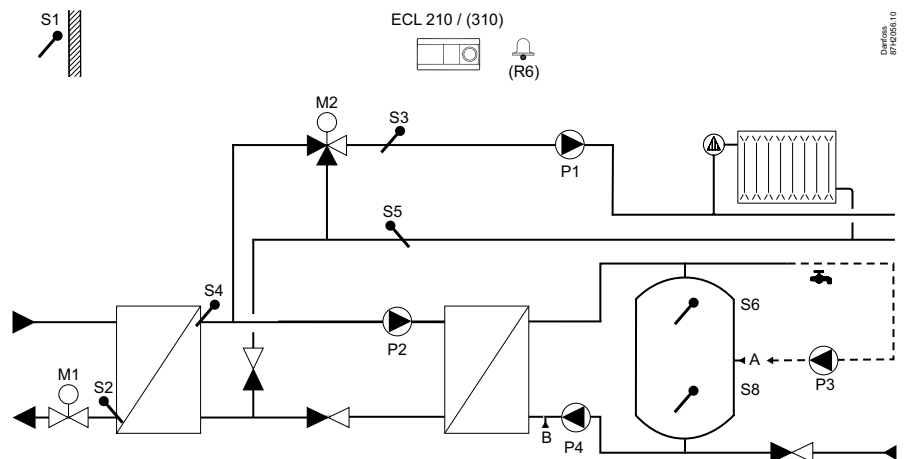 S1
ECL 210 / (310)
(R6)
Danfoss
87H2056.10
M2
S3
P1
S5
S4
P2
S6
A
P3
M1
S2
S8
B
P4